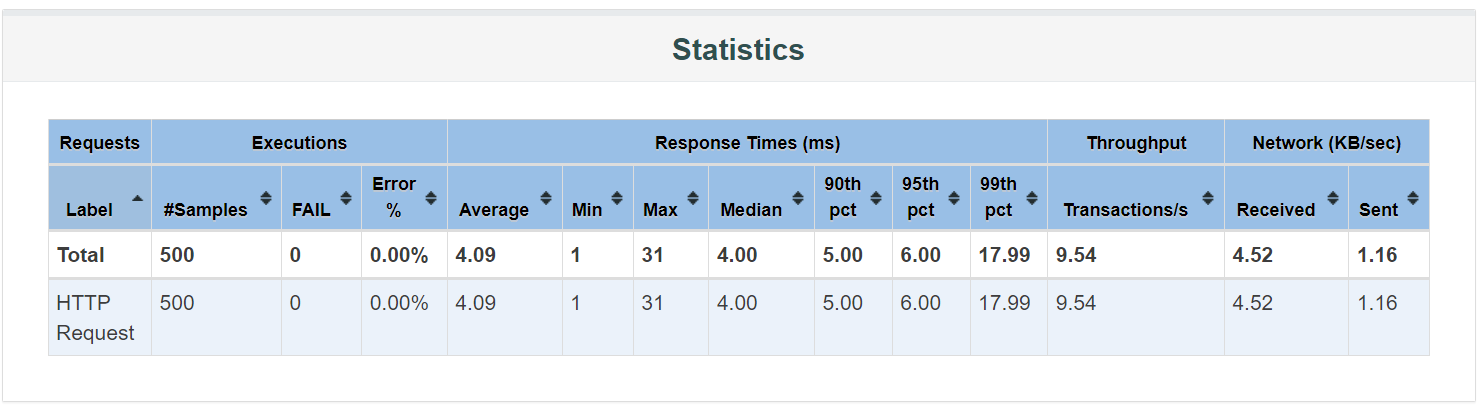 Statistics
Requests Executions Response Times (ms) Throughput Network (KB/sec)
Label #Samples FAIL Error % Average Min Max Median 90th pct 95th pct 99th pct Transactions/s Received Sent
Total 500 0 0.00% 4.09 1 31 4.00 5.00 6.00 17.99 9.54 4.52 1.16
HTTP Request 500 0 0.00% 4.09 1 31 4.00 5.00 6.00 17.99 9.54 4.52 1.16